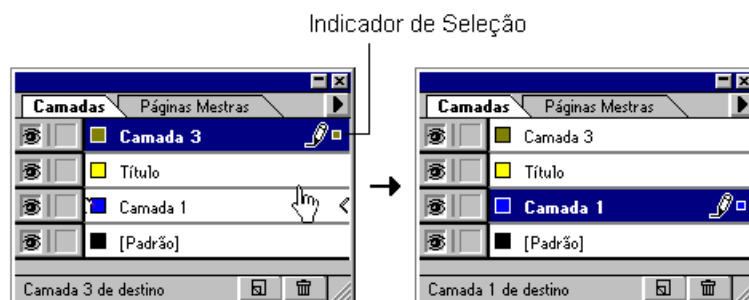 Indicador de Seleção
Camadas Páginas Mestras
Camada 3
Título
Camada 1
[Padrão]
Camada 3 de destino
Camadas Páginas Mestras
Camada 3
Título
Camada 1
[Padrão]
Camada 1 de destino